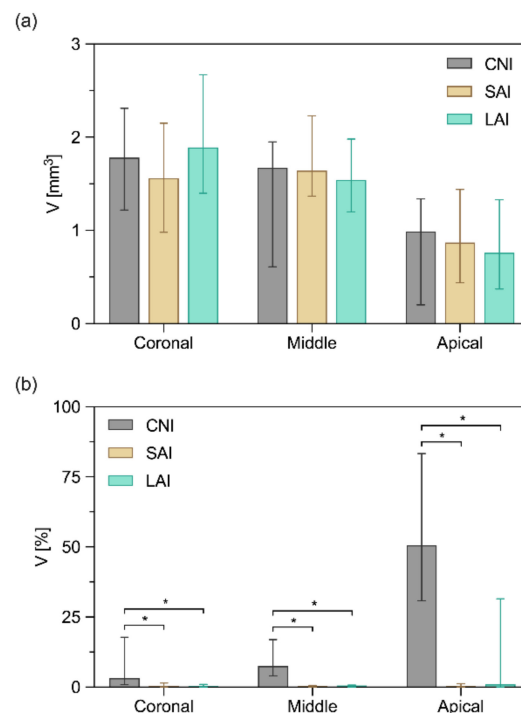 (a)
3
2
1
0
V [mm³]
CNI
SAI
LAI
Coronal Middle Apical
(b)
100
75
50
25
0
V [%]
CNI
SAI
LAI
* *
* *
* *
Coronal Middle Apical